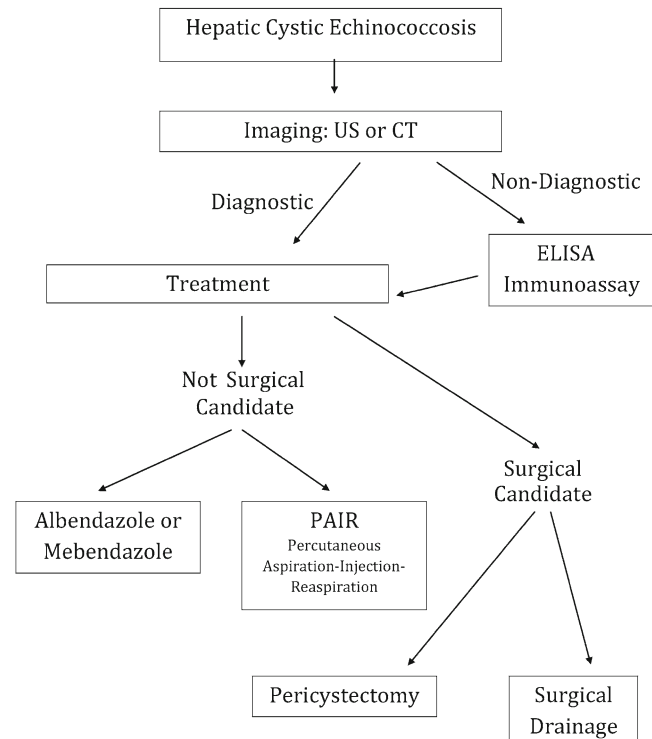 Hepatic Cystic Echinococcosis
Imaging: US or CT
Diagnostic
Non-Diagnostic
ELISA
Immunoassay
Treatment
Not Surgical
Candidate
Surgical
Candidate
Albendazole or
Mebendazole
PAIR
Percutaneous
Aspiration-Injection-
Reaspiration
Pericystectomy
Surgical
Drainage